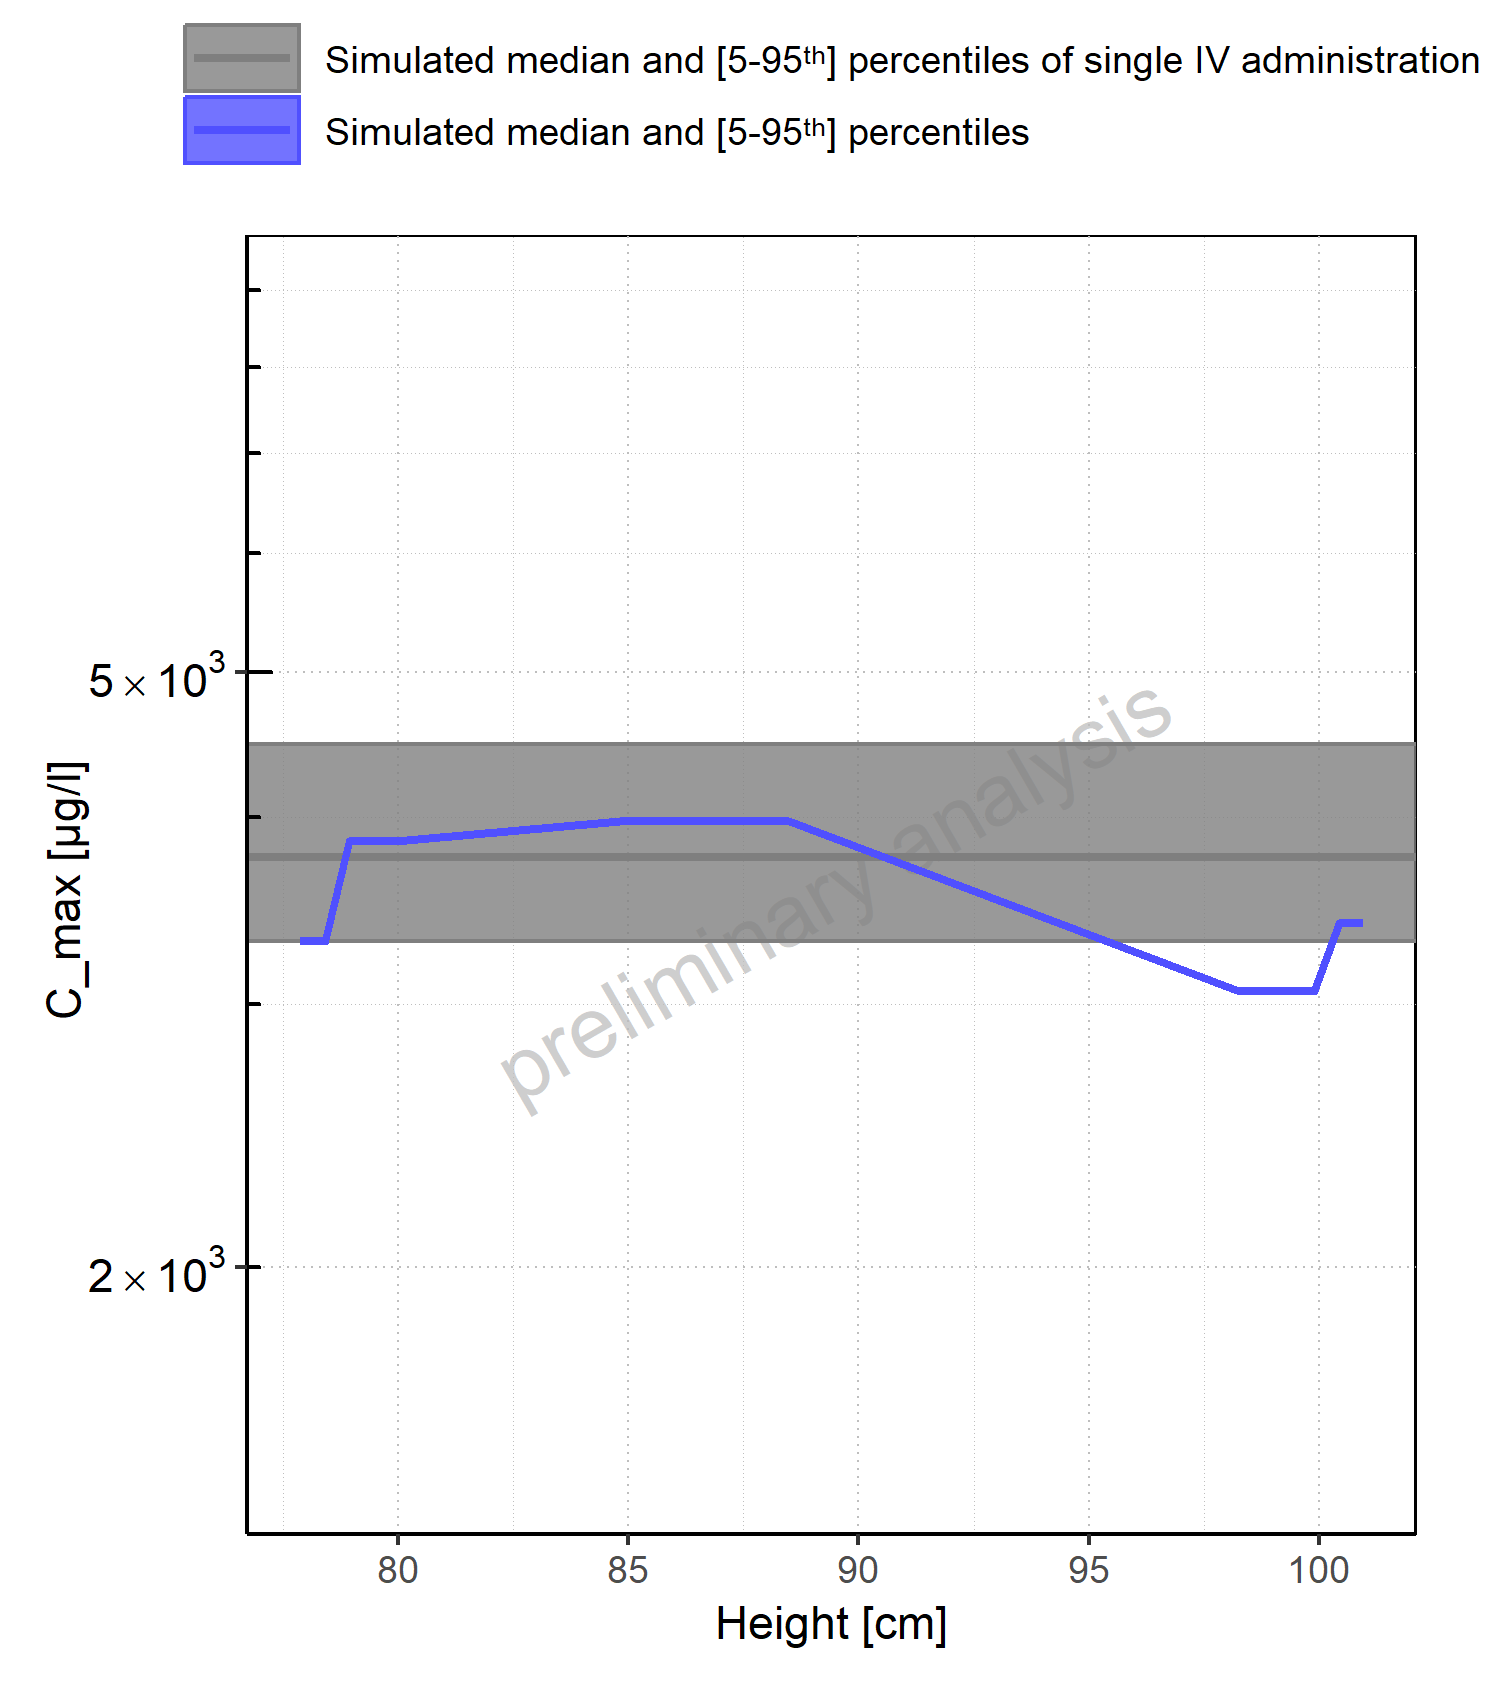 Simulated median and [5-95th] percentiles of single IV administration
Simulated median and [5-95th] percentiles
5 × 10³
2 × 10³
C_max [µg/l]
preliminary analysis
80 85 90 95 100
Height [cm]